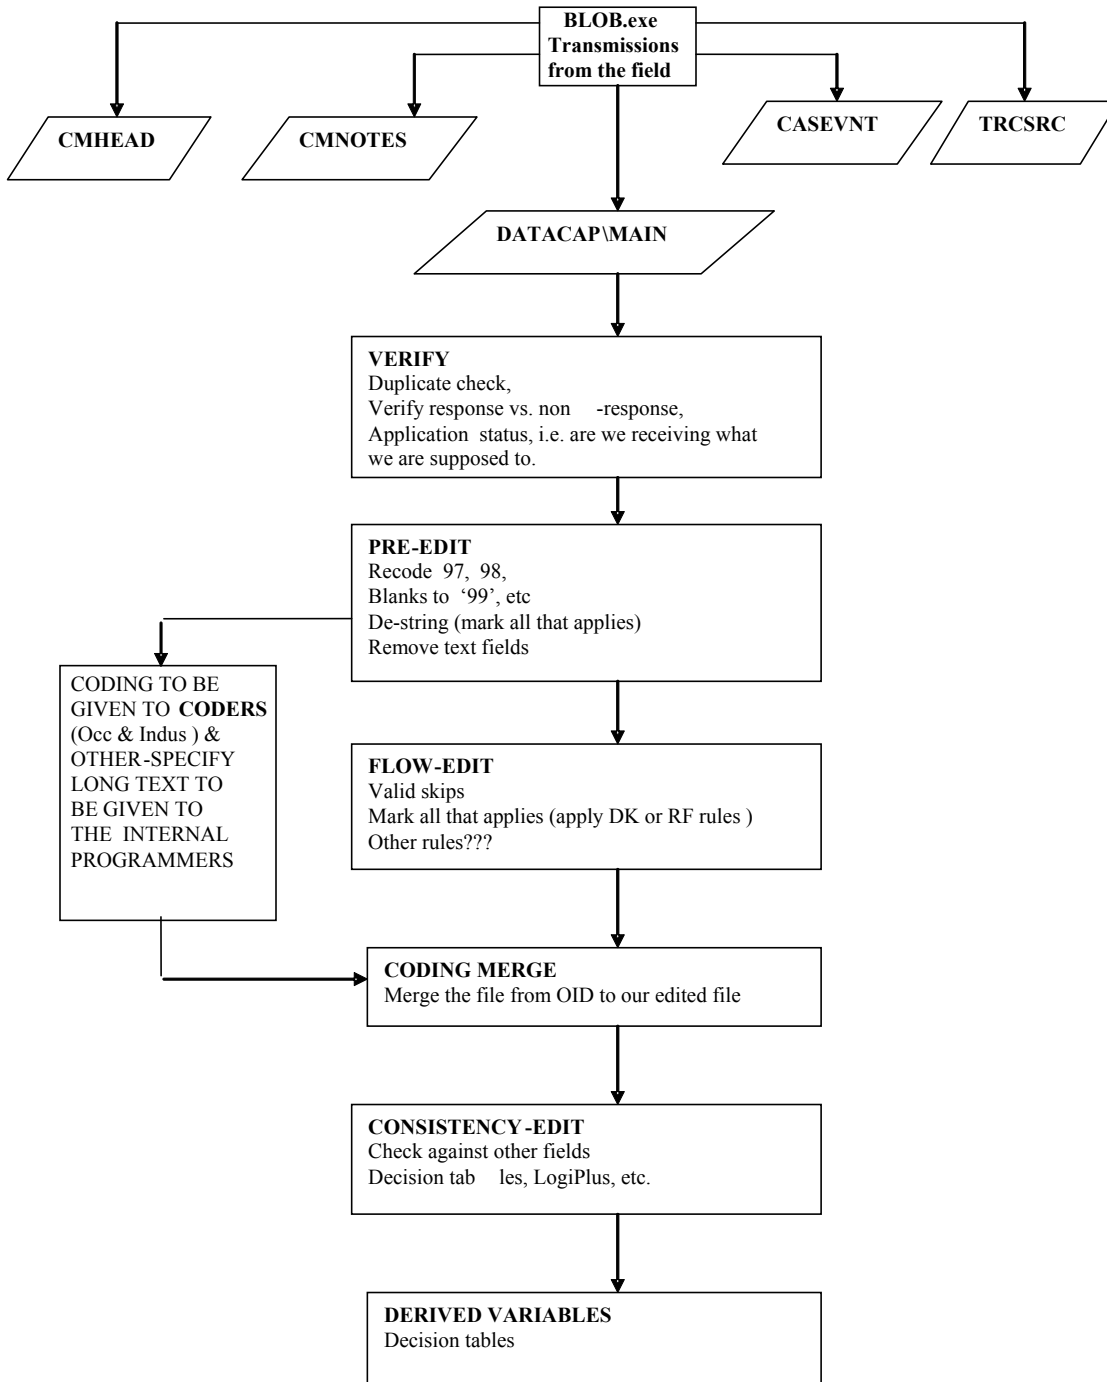 BLOB.exe
Transmissions
from the field
CMHEAD
CMNOTES
CASEVNT
TRCSRC
DATACAP\MAIN
VERIFY
Duplicate check,
Verify response vs. non -response,
Application status, i.e. are we receiving what
we are supposed to.
PRE-EDIT
Recode 97, 98,
Blanks to ‘99’, etc
De-string (mark all that applies)
Remove text fields
CODING TO BE
GIVEN TO CODERS
(Occ & Indus ) &
OTHER-SPECIFY
LONG TEXT TO
BE GIVEN TO
THE INTERNAL
PROGRAMMERS
FLOW-EDIT
Valid skips
Mark all that applies (apply DK or RF rules )
Other rules???
CODING MERGE
Merge the file from OID to our edited file
CONSISTENCY-EDIT
Check against other fields
Decision tab les, LogiPlus, etc.
DERIVED VARIABLES
Decision tables